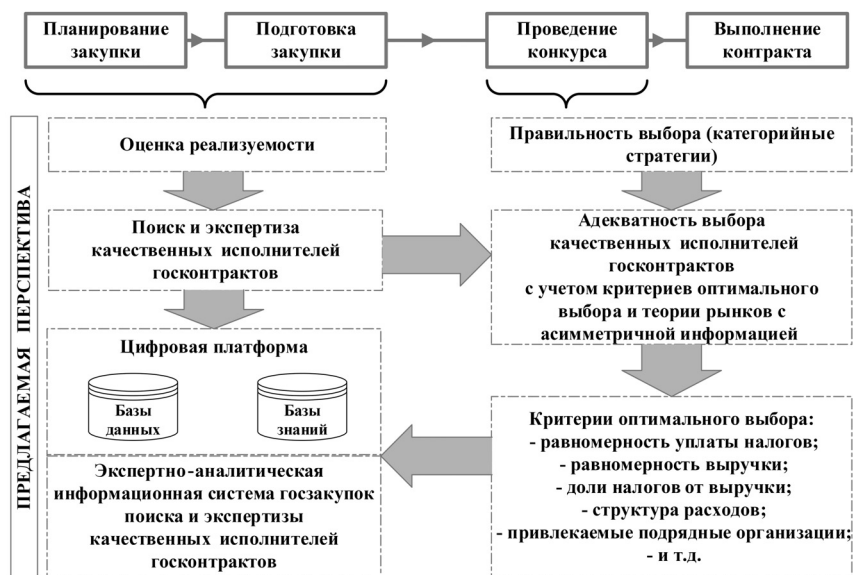 Планирование
закупки
Подготовка
закупки
Проведение
конкурса
Выполнение
контракта
ПРЕДЛАГАЕМАЯ ПЕРСПЕКТИВА
Оценка реализуемости
Поиск и экспертиза
качественных исполнителей
госконтрактов
Цифровая платформа
Базы
данных
Базы
знаний
Экспертно-аналитическая
информационная система госзакупок
поиска и экспертизы
качественных исполнителей
госконтрактов
Правильность выбора (категорийные
стратегии)
Адекватность выбора
качественных исполнителей
госконтрактов
с учетом критериев оптимального
выбора и теории рынков с
асимметричной информацией
Критерии оптимального выбора:
- равномерность уплаты налогов;
- равномерность выручки;
- доли налогов от выручки;
- структура расходов;
- привлекаемые подрядные организации;
- и т.д.